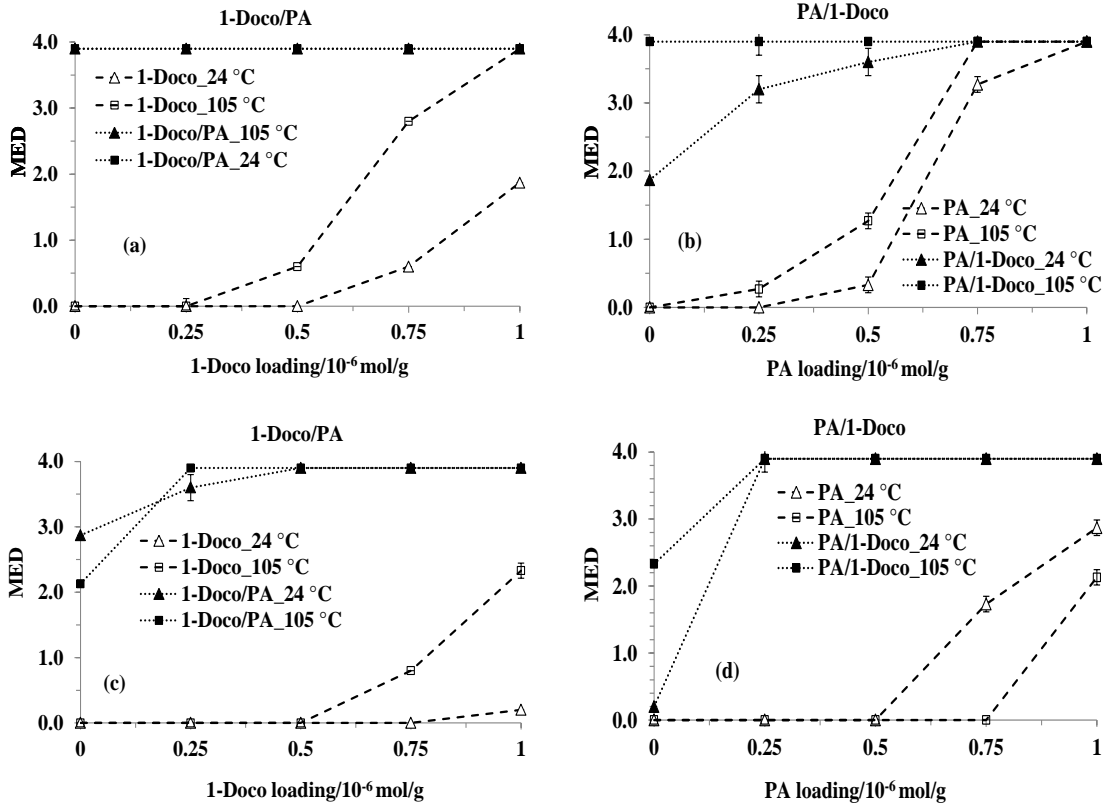 1-Doco/PA
4.0
3.0
2.0
1.0
0.0
MED
1-Doco_24 °C
1-Doco_105 °C
1-Doco/PA_105 °C
1-Doco/PA_24 °C
(a)
0 0.25 0.5 0.75 1
1-Doco loading/10⁻⁶ mol/g
PA/1-Doco
4.0
3.0
2.0
1.0
0.0
MED
PA_24 °C
PA_105 °C
PA/1-Doco_24 °C
PA/1-Doco_105 °C
(b)
0 0.25 0.5 0.75 1
PA loading/10⁻⁶ mol/g
1-Doco/PA
4.0
3.0
2.0
1.0
0.0
MED
1-Doco_24 °C
1-Doco_105 °C
1-Doco/PA_24 °C
1-Doco/PA_105 °C
(c)
0 0.25 0.5 0.75 1
1-Doco loading/10⁻⁶ mol/g
PA/1-Doco
4.0
3.0
2.0
1.0
0.0
MED
PA_24 °C
PA_105 °C
PA/1-Doco_24 °C
PA/1-Doco_105 °C
(d)
0 0.25 0.5 0.75 1
PA loading/10⁻⁶ mol/g